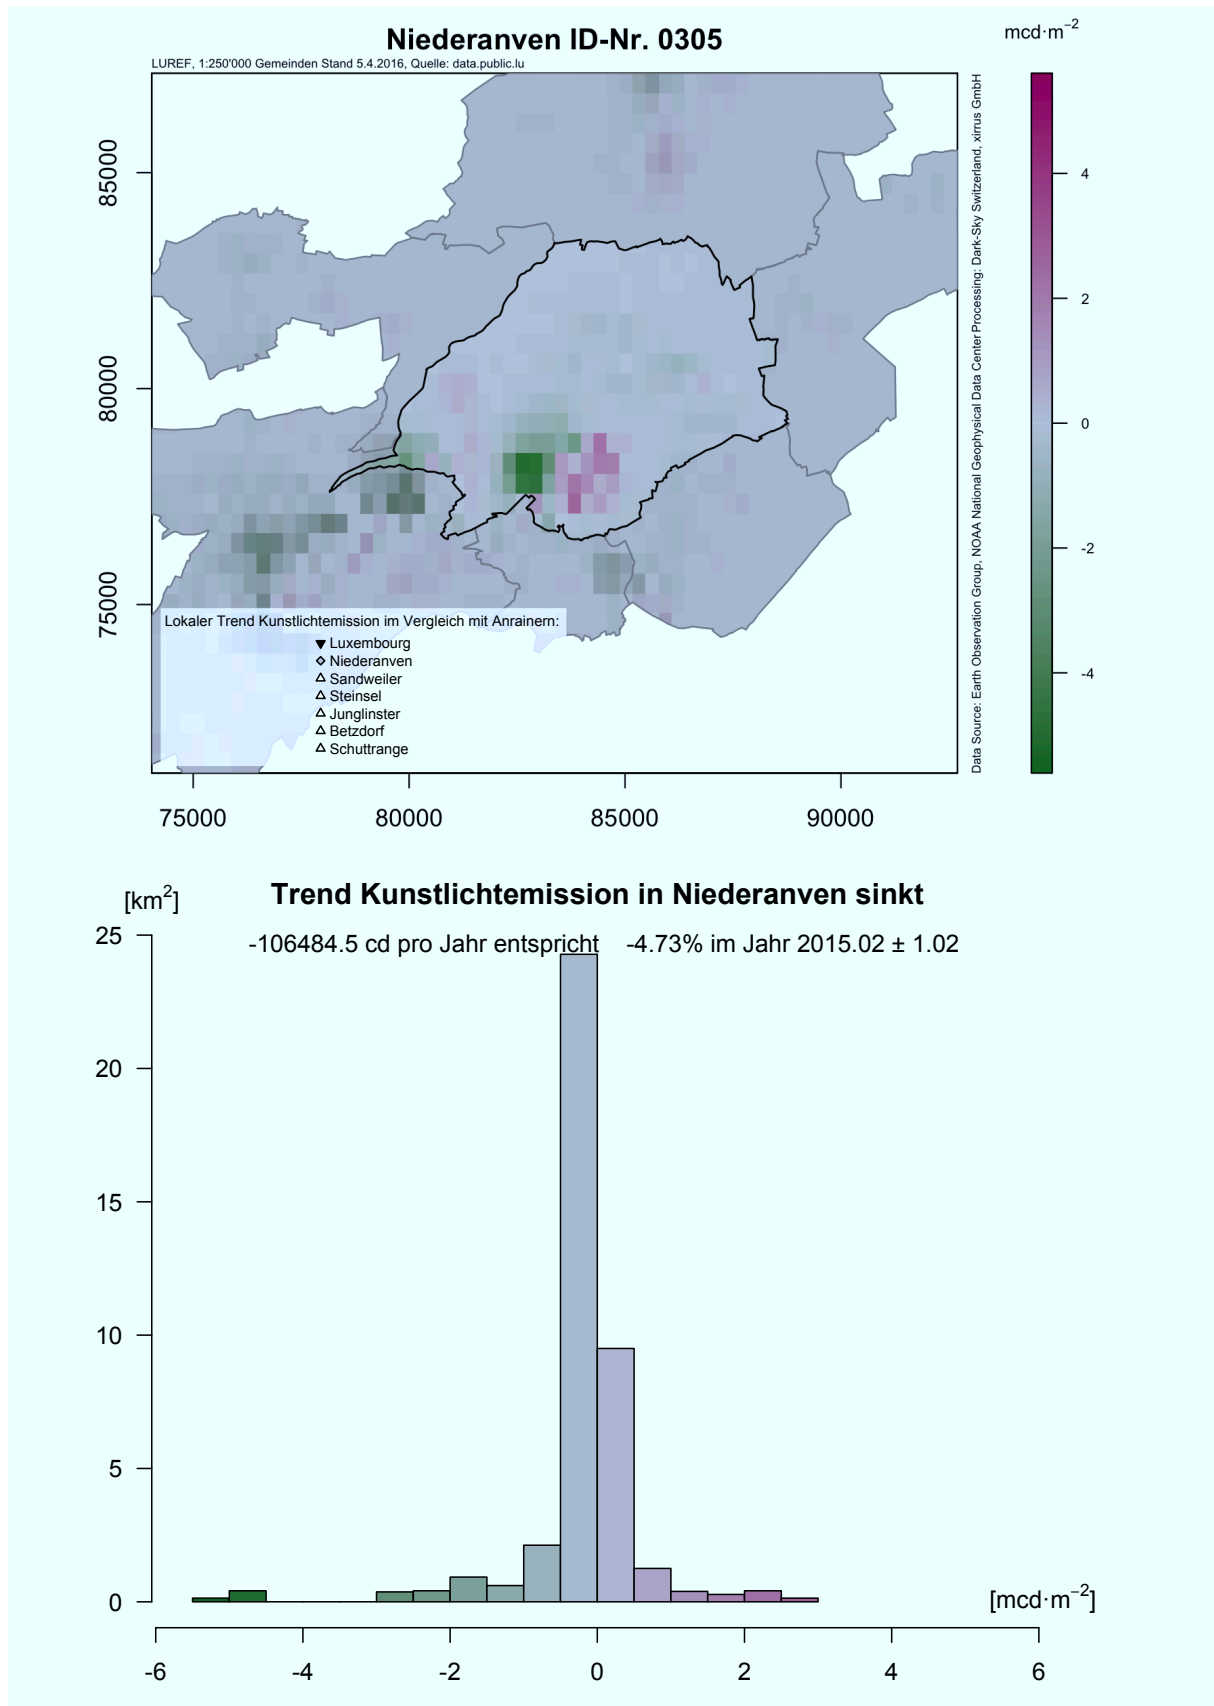 Niederanven ID-Nr. 0305
LUREF, 1:250'000 Gemeinden Stand 5.4.2016, Quelle: data.public.lu
mcd·m⁻²
85000
80000
75000
4
2
0
-2
-4
Data Source: Earth Observation Group, NOAA National Geophysical Data Center Processing: Dark-Sky Switzerland, xirrus GmbH
Lokaler Trend Kunstlichtemission im Vergleich mit Anrainern:
▼ Luxembourg
◇ Niederanven
△ Sandweiler
△ Steinsel
△ Junglinster
△ Betzdorf
△ Schuttrange
75000 80000 85000 90000
[km²]
Trend Kunstlichtemission in Niederanven sinkt
-106484.5 cd pro Jahr entspricht -4.73% im Jahr 2015.02 ± 1.02
25
20
15
10
5
0
[mcd·m⁻²]
-6 -4 -2 0 2 4 6